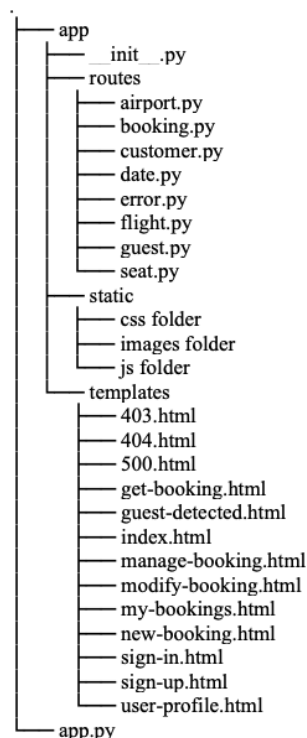 .
app
__init__.py
routes
airport.py
booking.py
customer.py
date.py
error.py
flight.py
guest.py
seat.py
static
css folder
images folder
js folder
templates
403.html
404.html
500.html
get-booking.html
guest-detected.html
index.html
manage-booking.html
modify-booking.html
my-bookings.html
new-booking.html
sign-in.html
sign-up.html
user-profile.html
app.py